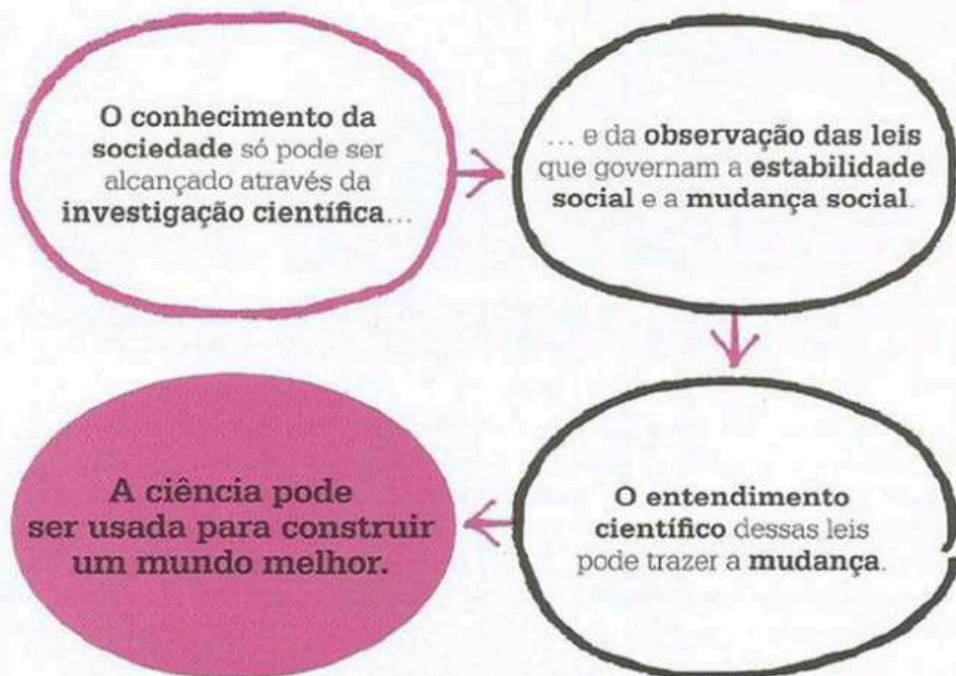 O conhecimento da
sociedade só pode ser
alcançado através da
investigação científica...
... e da observação das leis
que governam a estabilidade
social e a mudança social.
O entendimento
científico dessas leis
pode trazer a mudança.
A ciência pode
ser usada para construir
um mundo melhor.